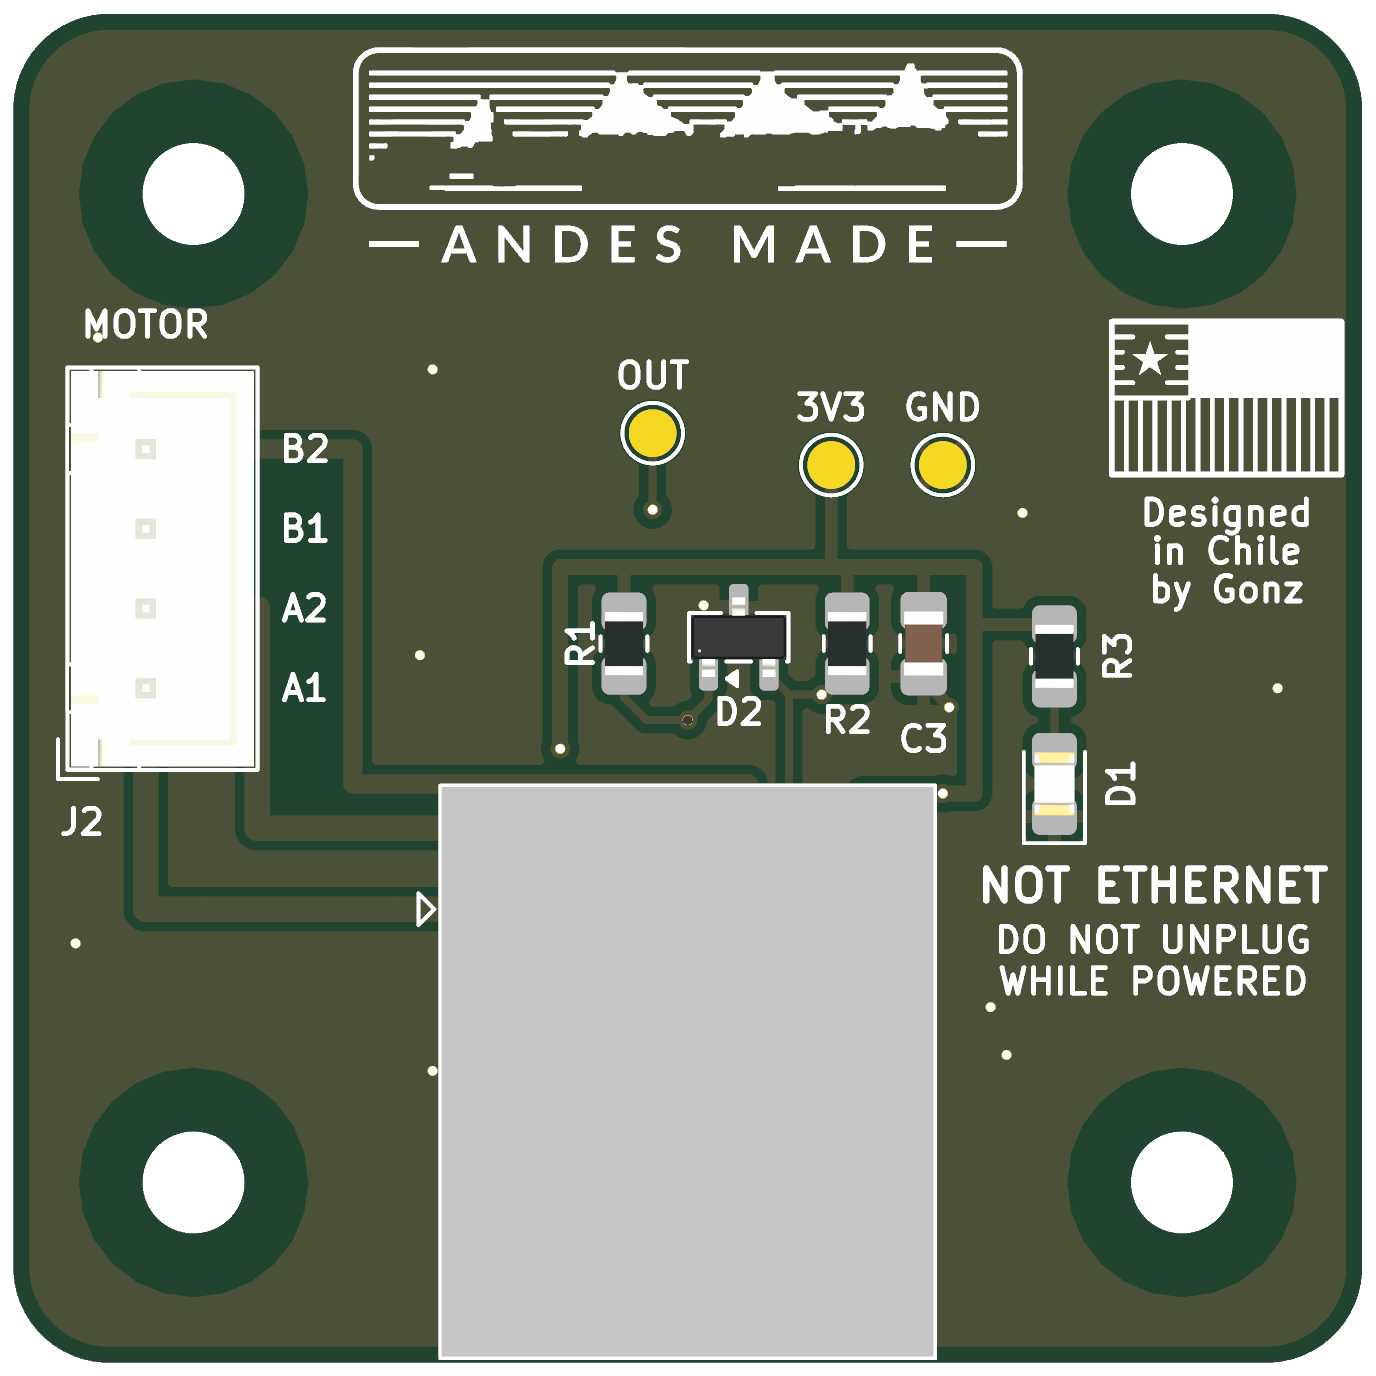 ANDES MADE
MOTOR
OUT
3V3
GND
B2
B1
A2
A1
Designed
in Chile
by Gonz
R1
D2
R2
C3
R3
D1
J2
NOT ETHERNET
DO NOT UNPLUG
WHILE POWERED